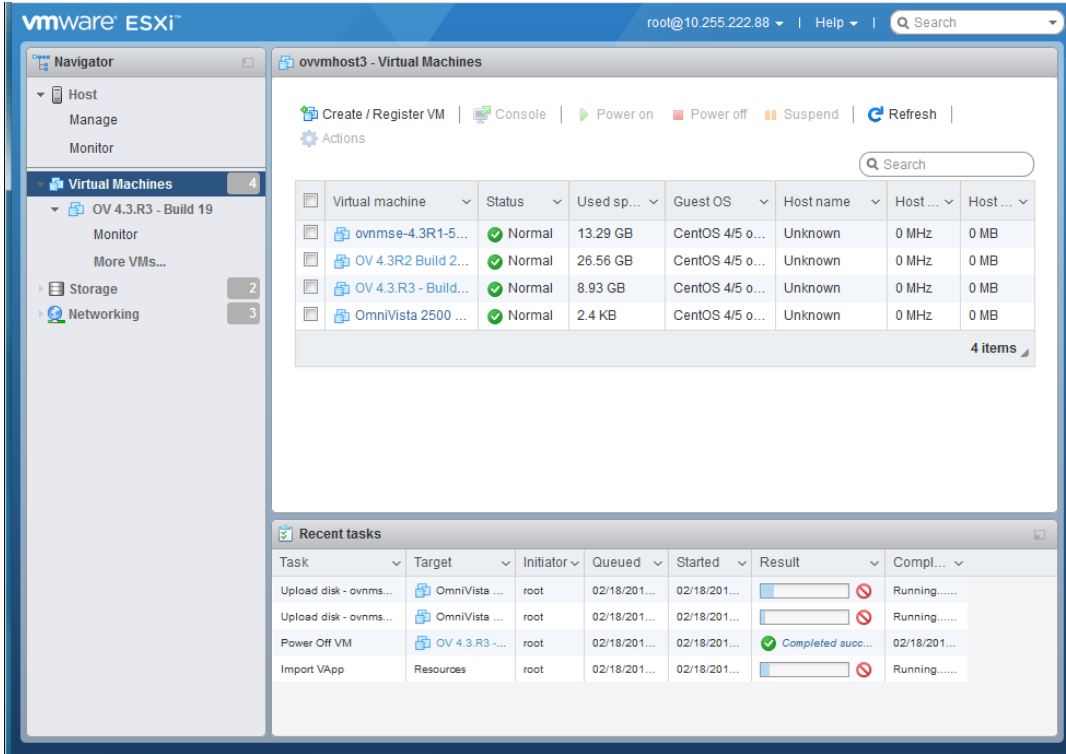 vmware ESXi™
root@10.255.222.88 | Help | Search
Navigator
Host
Manage
Monitor
Virtual Machines 4
OV 4.3.R3 - Build 19
Monitor
More VMs...
Storage 2
Networking 3
ovvmhost3 - Virtual Machines
Create / Register VM | Console | Power on Power off Suspend | Refresh |
Actions
Search
Virtual machine Status Used sp... Guest OS Host name Host ... Host ...
ovnmse-4.3R1-5... Normal 13.29 GB CentOS 4/5 o... Unknown 0 MHz 0 MB
OV 4.3R2 Build 2... Normal 26.56 GB CentOS 4/5 o... Unknown 0 MHz 0 MB
OV 4.3.R3 - Build... Normal 8.93 GB CentOS 4/5 o... Unknown 0 MHz 0 MB
OmniVista 2500 ... Normal 2.4 KB CentOS 4/5 o... Unknown 0 MHz 0 MB
4 items
Recent tasks
Task Target Initiator Queued Started Result Compl...
Upload disk - ovnms... OmniVista ... root 02/18/201... 02/18/201... Running......
Upload disk - ovnms... OmniVista ... root 02/18/201... 02/18/201... Running......
Power Off VM OV 4.3.R3 -... root 02/18/201... 02/18/201... Completed succ... 02/18/201...
Import VApp Resources root 02/18/201... 02/18/201... Running......